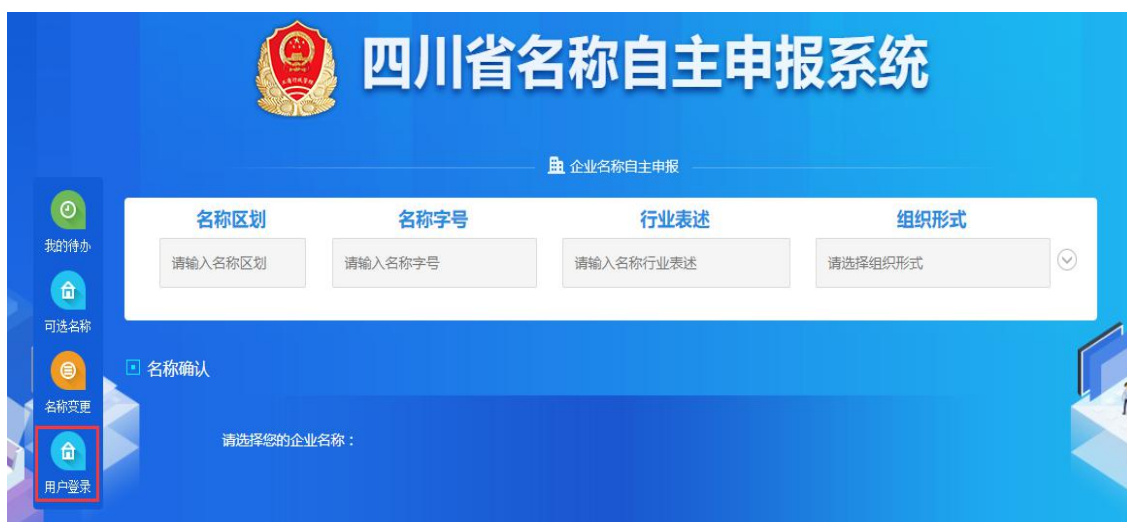 四川省名称自主申报系统
企业名称自主申报
名称区划 名称字号 行业表述 组织形式
请输入名称区划 请输入名称字号 请输入名称行业表述 请选择组织形式
我的待办
可选名称
名称确认
名称变更
请选择您的企业名称：
用户登录